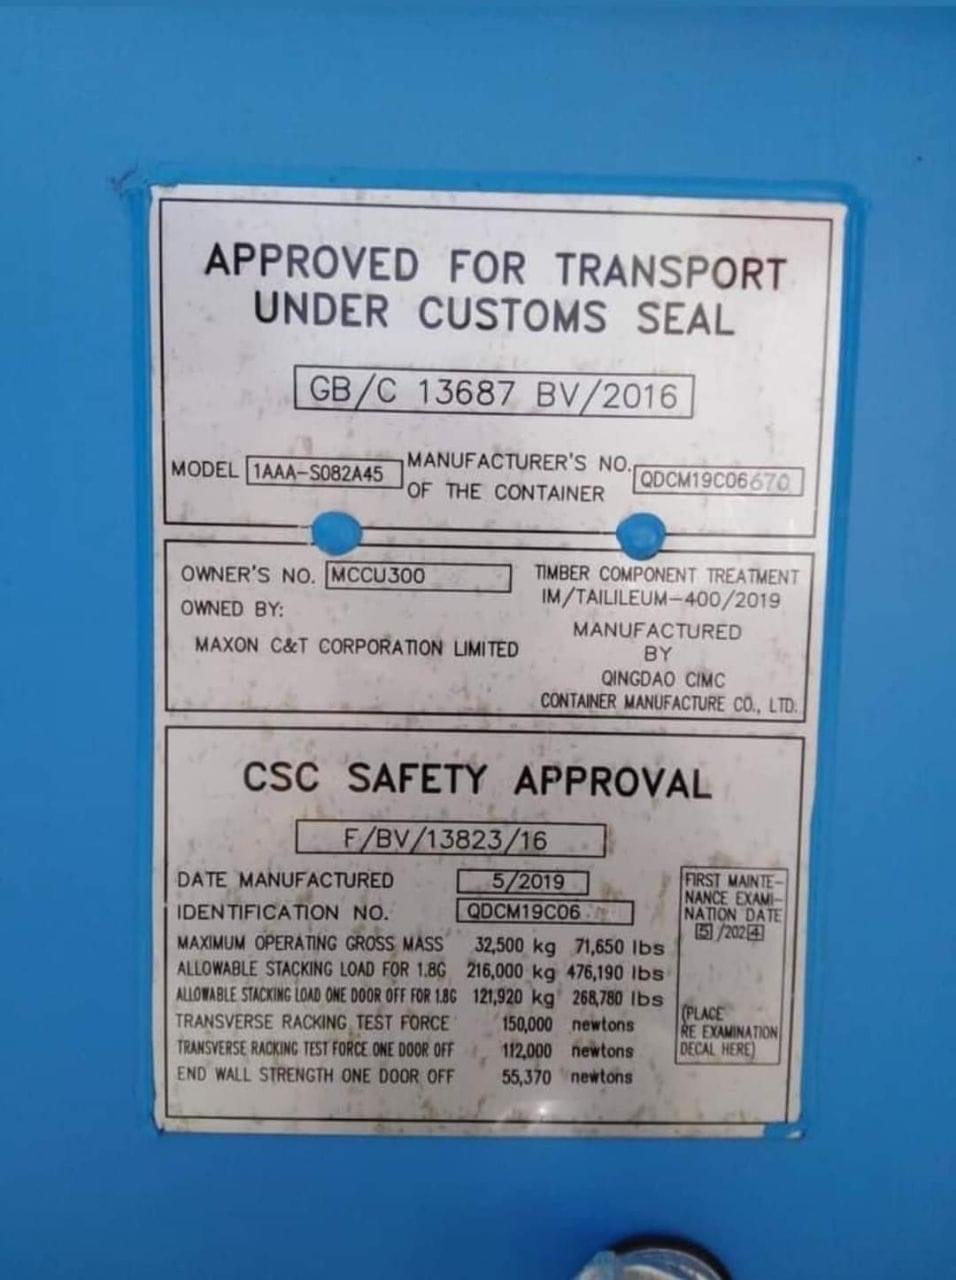 APPROVED FOR TRANSPORT
UNDER CUSTOMS SEAL
GB/C 13687 BV/2016
MODEL 1AAA-S082A45
MANUFACTURER'S NO.
OF THE CONTAINER
QDCM19C06670
OWNER'S NO. MCCU300
OWNED BY:
MAXON C&T CORPORATION LIMITED
TIMBER COMPONENT TREATMENT
IM/TAILILEUM-400/2019
MANUFACTURED
BY
QINGDAO CIMC
CONTAINER MANUFACTURE CO., LTD.
CSC SAFETY APPROVAL
F/BV/13823/16
DATE MANUFACTURED 5/2019
IDENTIFICATION NO. QDCM19C06
MAXIMUM OPERATING GROSS MASS 32,500 kg 71,650 lbs
ALLOWABLE STACKING LOAD FOR 1.8G 216,000 kg 476,190 lbs
ALLOWABLE STACKING LOAD ONE DOOR OFF FOR 1.8G 121,920 kg 268,780 lbs
TRANSVERSE RACKING TEST FORCE 150,000 newtons
TRANSVERSE RACKING TEST FORCE ONE DOOR OFF 112,000 newtons
END WALL STRENGTH ONE DOOR OFF 55,370 newtons
FIRST MAINTE-
NANCE EXAMI-
NATION DATE
5/2024
(PLACE
RE EXAMINATION
DECAL HERE)